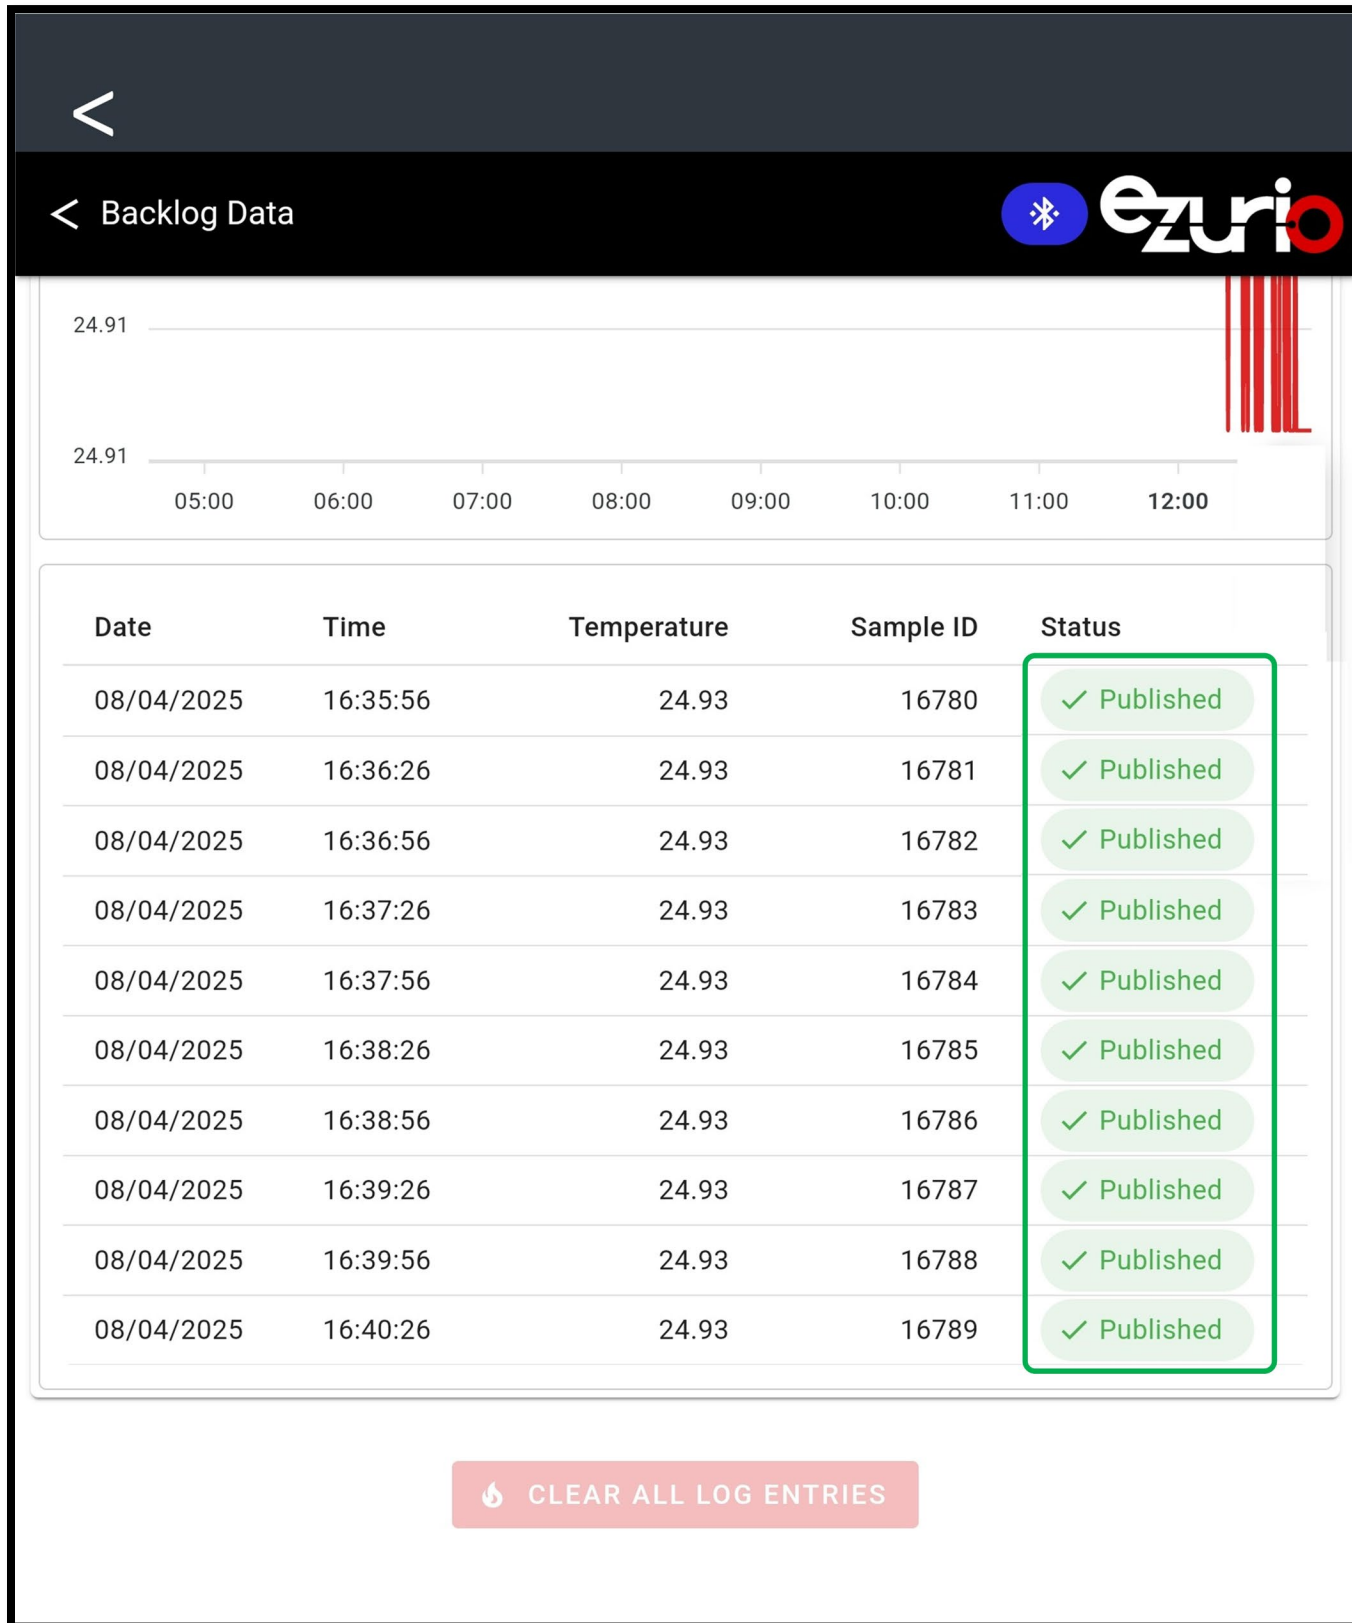 Backlog Data
ezurio
24.91
24.91
05:00 06:00 07:00 08:00 09:00 10:00 11:00 12:00
Date Time Temperature Sample ID Status
08/04/2025 16:35:56 24.93 16780 Published
08/04/2025 16:36:26 24.93 16781 Published
08/04/2025 16:36:56 24.93 16782 Published
08/04/2025 16:37:26 24.93 16783 Published
08/04/2025 16:37:56 24.93 16784 Published
08/04/2025 16:38:26 24.93 16785 Published
08/04/2025 16:38:56 24.93 16786 Published
08/04/2025 16:39:26 24.93 16787 Published
08/04/2025 16:39:56 24.93 16788 Published
08/04/2025 16:40:26 24.93 16789 Published
CLEAR ALL LOG ENTRIES